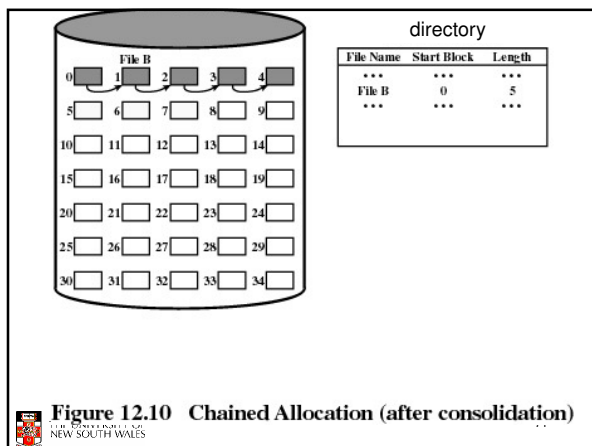 directory
File Name Start Block Length
••• ••• •••
File B 0 5
••• ••• •••
File B
0 1 2 3 4
5 6 7 8 9
10 11 12 13 14
15 16 17 18 19
20 21 22 23 24
25 26 27 28 29
30 31 32 33 34
Figure 12.10 Chained Allocation (after consolidation)
NEW SOUTH WALES